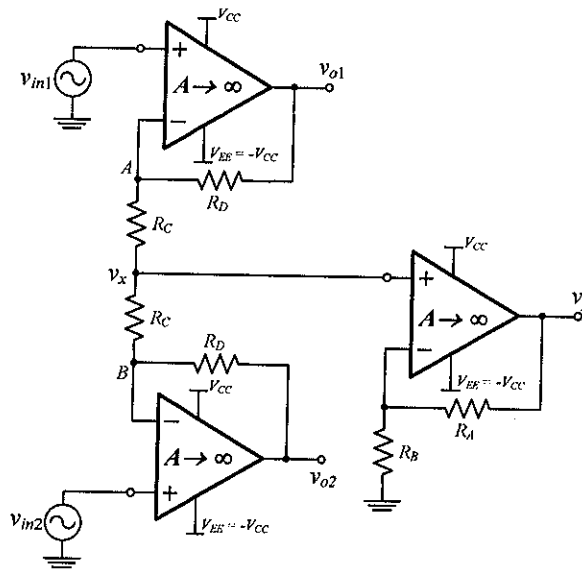 V_CC
+
v_in1
A → ∞
v_o1
−
V_EE = -V_CC
A
R_D
R_C
V_CC
v_x
+
A → ∞
R_C
R_D
−
V_EE = -V_CC
B
V_CC
R_A
−
A → ∞
R_B
v_o2
+
v_in2
V_EE = -V_CC